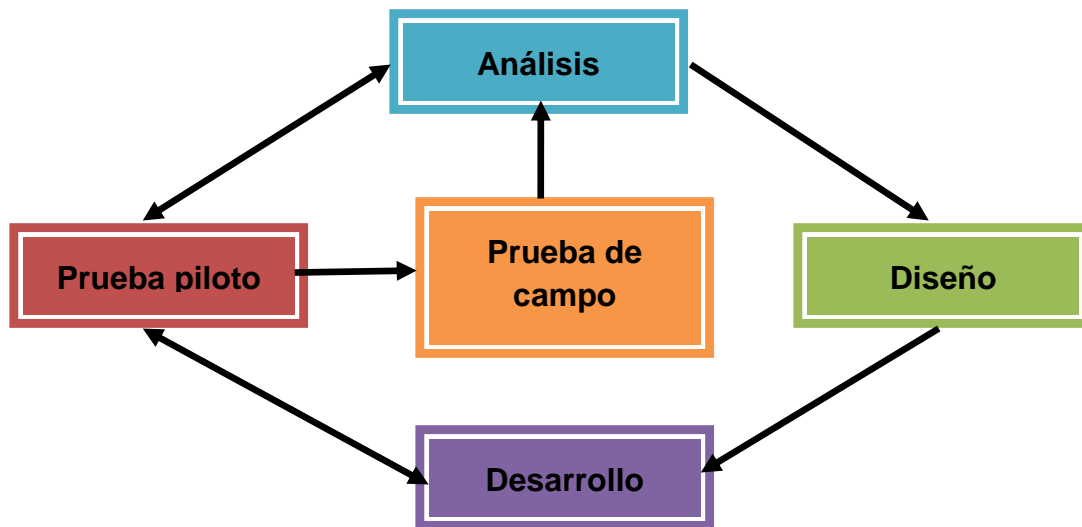 Análisis
Prueba piloto
Prueba de
campo
Diseño
Desarrollo